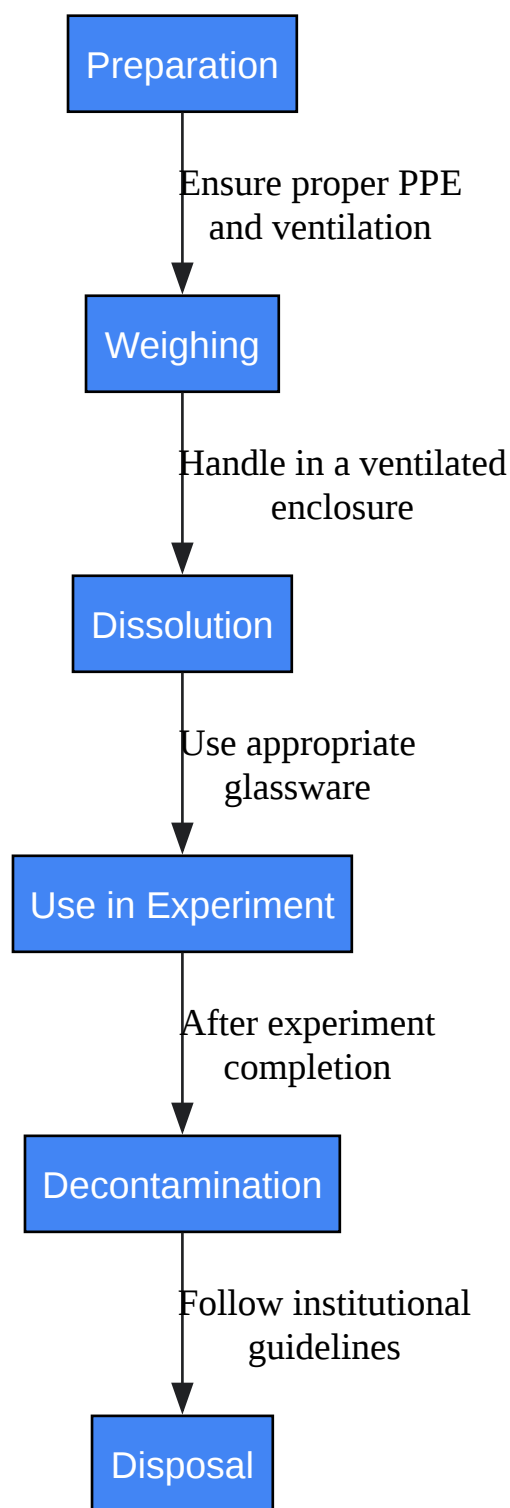 Preparation
Ensure proper PPE
and ventilation
Weighing
Handle in a ventilated
enclosure
Dissolution
Use appropriate
glassware
Use in Experiment
After experiment
completion
Decontamination
Follow institutional
guidelines
Disposal